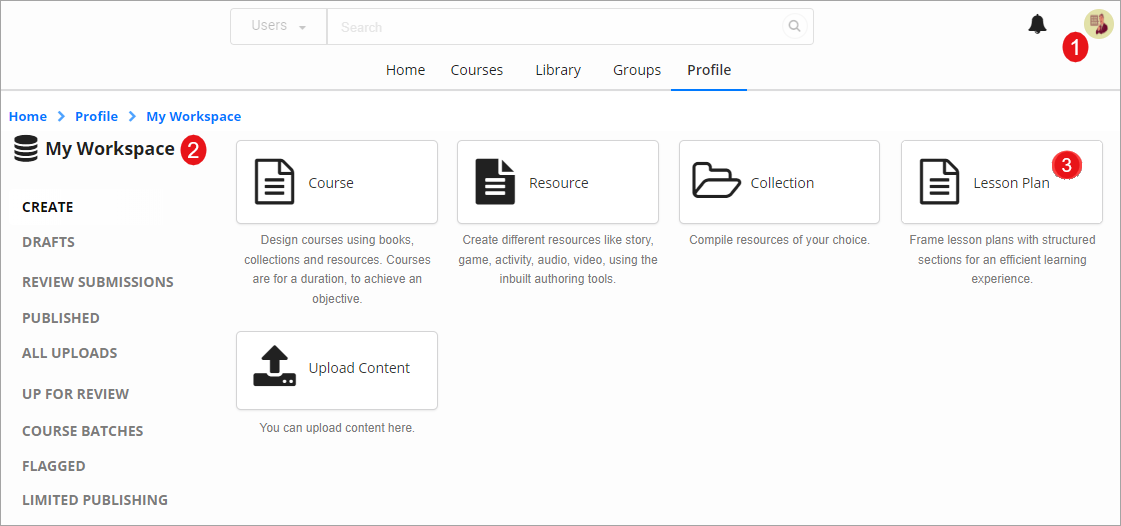 Users
Search
1
Home Courses Library Groups Profile
Home Profile My Workspace
My Workspace 2
CREATE
DRAFTS
REVIEW SUBMISSIONS
PUBLISHED
ALL UPLOADS
UP FOR REVIEW
COURSE BATCHES
FLAGGED
LIMITED PUBLISHING
Course
Design courses using books,
collections and resources. Courses
are for a duration, to achieve an
objective.
Resource
Create different resources like story,
game, activity, audio, video, using the
inbuilt authoring tools.
Collection
Compile resources of your choice.
3
Lesson Plan
Frame lesson plans with structured
sections for an efficient learning
experience.
Upload Content
You can upload content here.